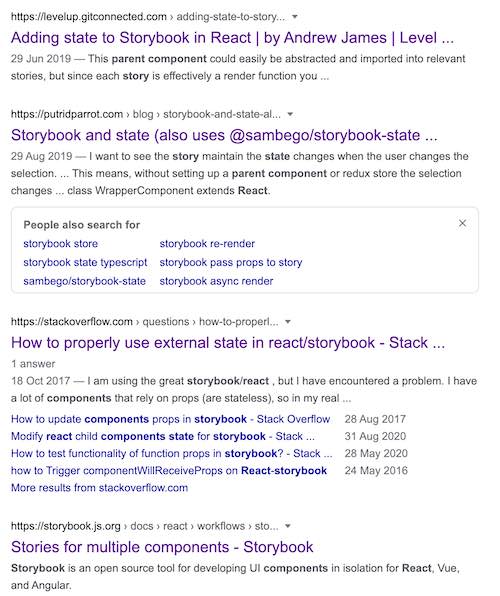 https://levelup.gitconnected.com › adding-state-to-story...
Adding state to Storybook in React | by Andrew James | Level ...
29 Jun 2019 — This parent component could easily be abstracted and imported into relevant
stories, but since each story is effectively a render function you ...
https://putridparrot.com › blog › storybook-and-state-al...
Storybook and state (also uses @sambego/storybook-state ...
29 Aug 2019 — I want to see the story maintain the state changes when the user changes the
selection. ... This means, without setting up a parent component or redux store the selection
changes ... class WrapperComponent extends React.
People also search for
storybook store storybook re-render
storybook state typescript storybook pass props to story
sambego/storybook-state storybook async render
https://stackoverflow.com › questions › how-to-properl...
How to properly use external state in react/storybook - Stack ...
1 answer
18 Oct 2017 — I am using the great storybook/react , but I have encountered a problem. I have
a lot of components that rely on props (are stateless), so in my real ...
How to update components props in storybook - Stack Overflow 28 Aug 2017
Modify react child components state for storybook - Stack ... 31 Aug 2020
How to test functionality of function props in storybook? - Stack ... 28 May 2020
how to Trigger componentWillReceiveProps on React-storybook 24 May 2016
More results from stackoverflow.com
https://storybook.js.org › docs › react › workflows › sto...
Stories for multiple components - Storybook
Storybook is an open source tool for developing UI components in isolation for React, Vue,
and Angular.